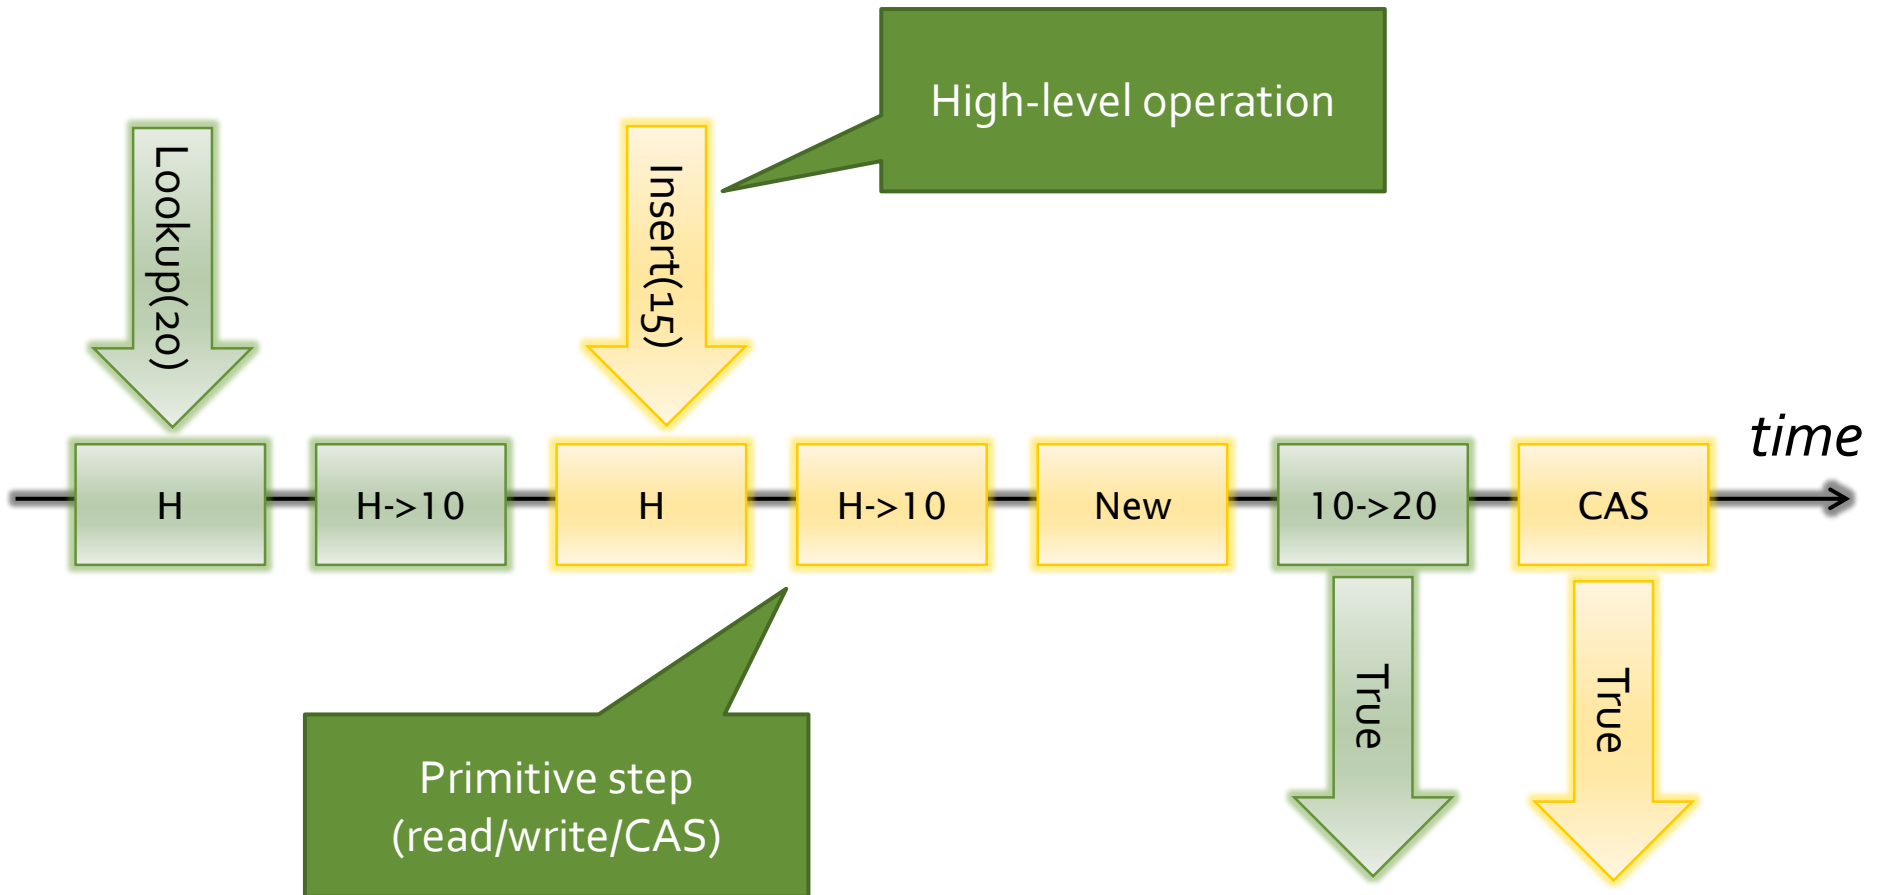 High-level operation
Lookup(20)
Insert(15)
time
H
H->10
H
H->10
New
10->20
CAS
True
True
Primitive step
(read/write/CAS)